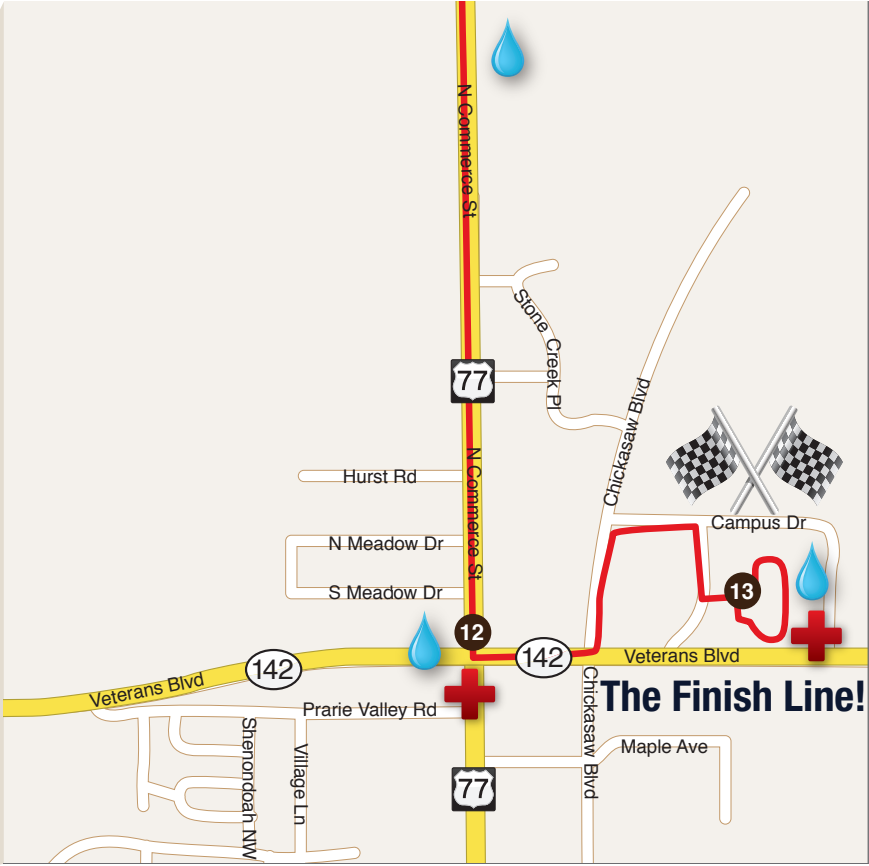 N Commerce St
Stone Creek Pl
77
Chickasaw Blvd
Hurst Rd
N Commerce St
Campus Dr
N Meadow Dr
S Meadow Dr
13
12
142
142
Veterans Blvd
Veterans Blvd
The Finish Line!
Prarie Valley Rd
Chickasaw Blvd
Shenondoah NW
Village Ln
Maple Ave
77